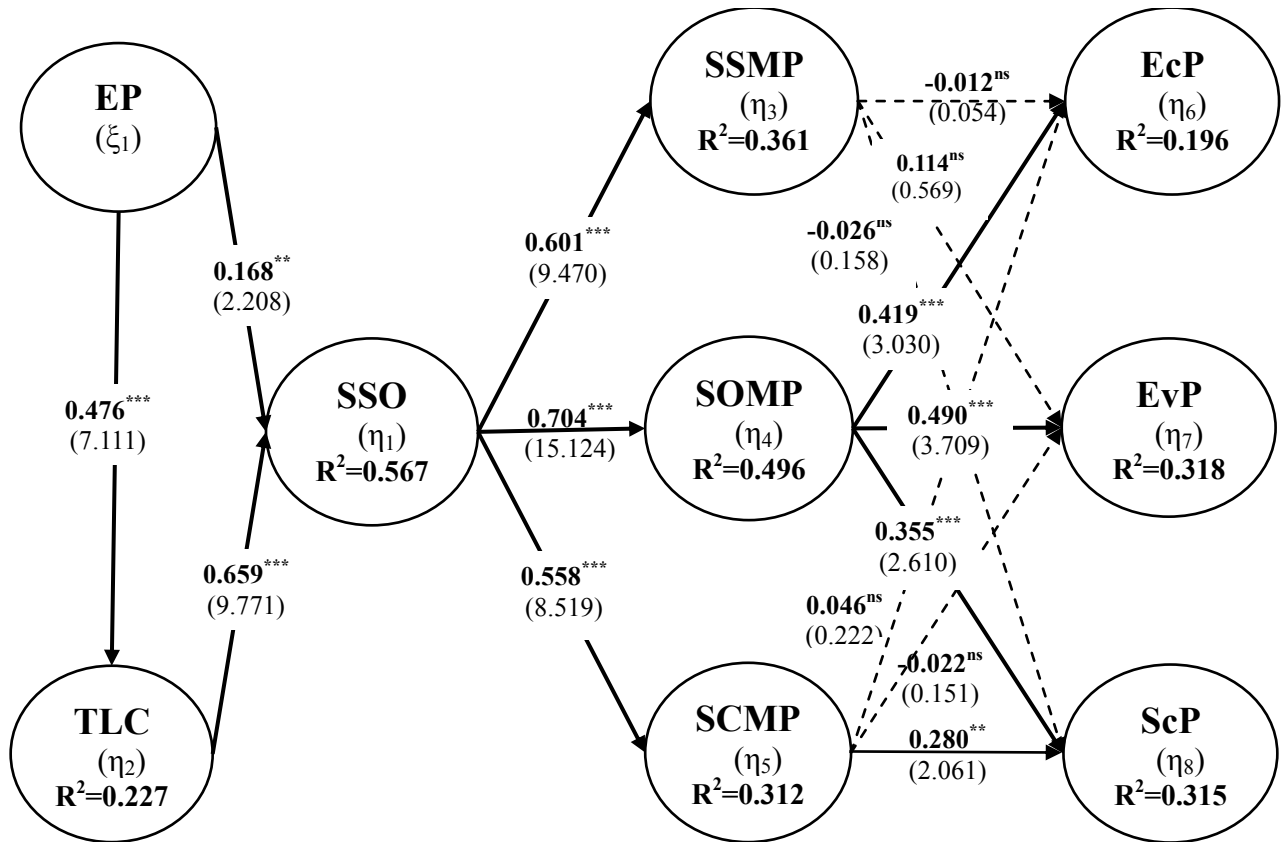 EP
(ξ1)
0.476***
(7.111)
TLC
(η2)
R²=0.227
0.168**
(2.208)
0.659***
(9.771)
SSO
(η1)
R²=0.567
0.601***
(9.470)
0.704***
(15.124)
0.558***
(8.519)
SSMP
(η3)
R²=0.361
SOMP
(η4)
R²=0.496
SCMP
(η5)
R²=0.312
-0.012ns
(0.054)
0.114ns
(0.569)
-0.026ns
(0.158)
0.419***
(3.030)
0.490***
(3.709)
0.355***
(2.610)
0.046ns
(0.222)
-0.022ns
(0.151)
0.280**
(2.061)
EcP
(η6)
R²=0.196
EvP
(η7)
R²=0.318
ScP
(η8)
R²=0.315